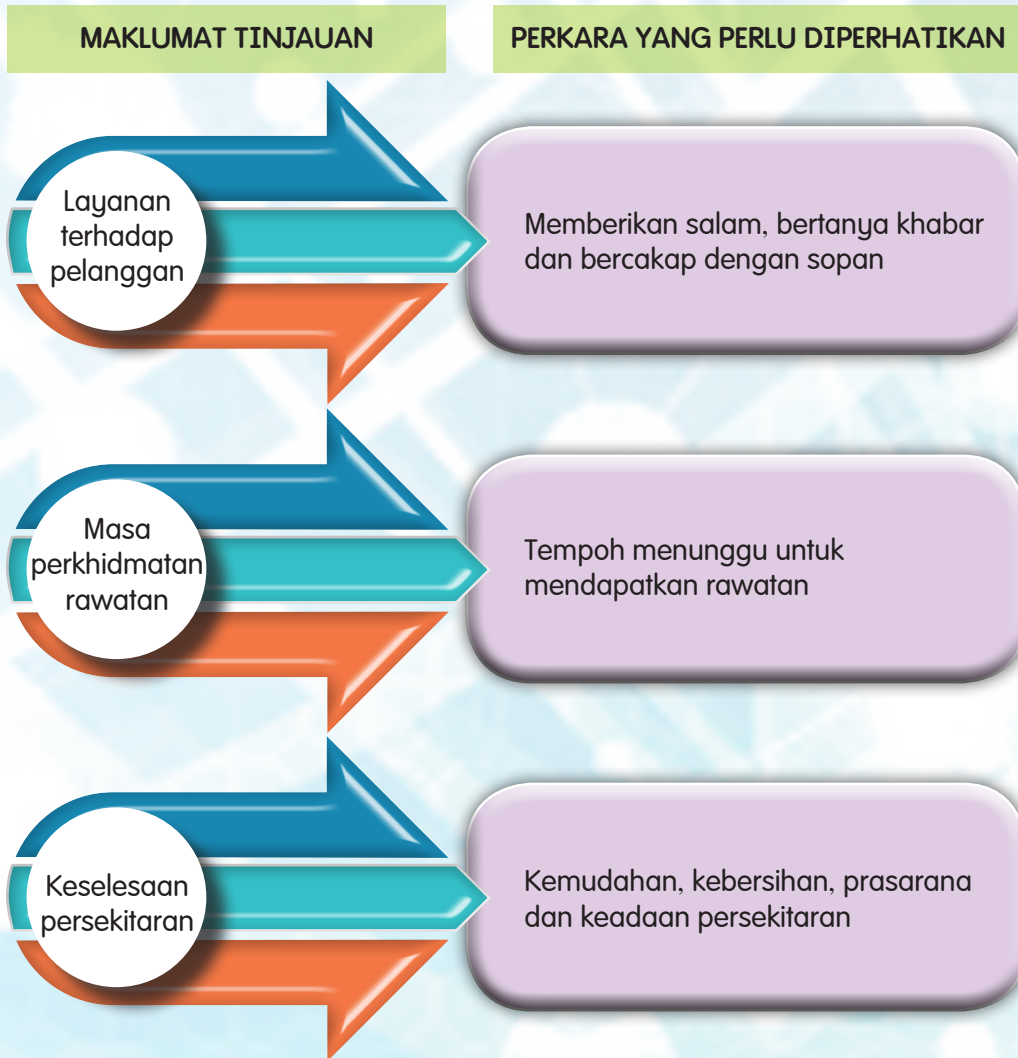 MAKLUMAT TINJAUAN
PERKARA YANG PERLU DIPERHATIKAN
Layanan
terhadap
pelanggan
Memberikan salam, bertanya khabar
dan bercakap dengan sopan
Masa
perkhidmatan
rawatan
Tempoh menunggu untuk
mendapatkan rawatan
Keselesaan
persekitaran
Kemudahan, kebersihan, prasarana
dan keadaan persekitaran